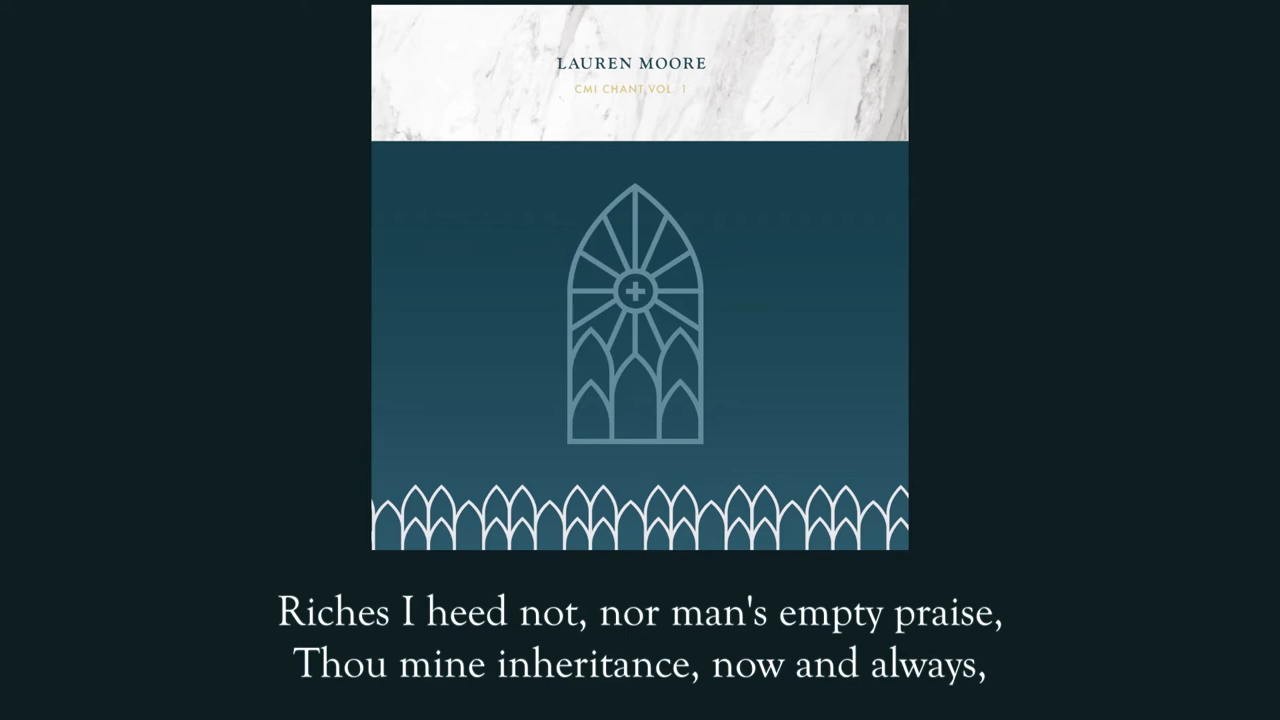 LAUREN MOORE
CMI CHANT VOL. 1
Riches I heed not, nor man's empty praise,
Thou mine inheritance, now and always,